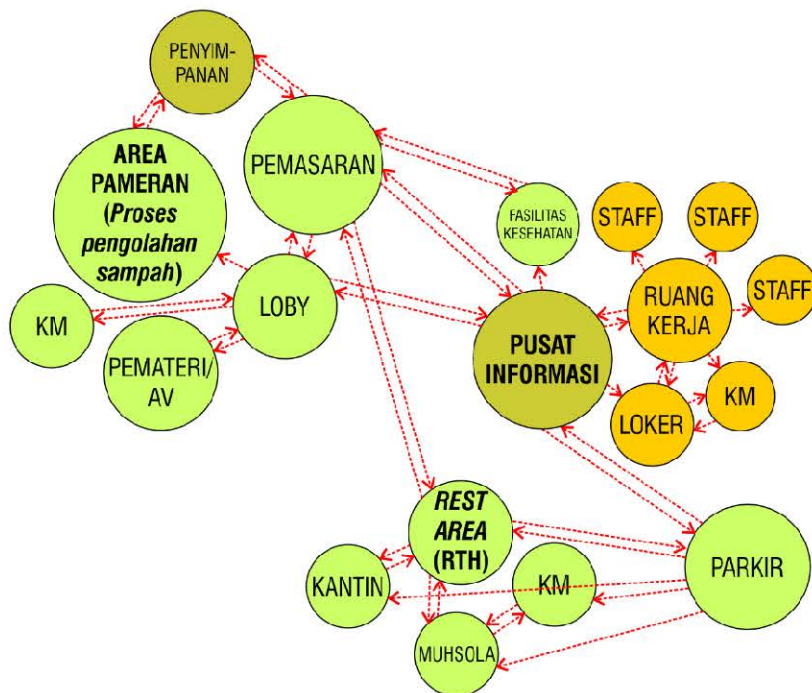 PENYIM-
PANAN
AREA
PAMERAN
(Proses
pengolahan
sampah)
PEMASARAN
FASILITAS
KESEHATAN
STAFF
STAFF
STAFF
RUANG
KERJA
KM
LOBY
PEMATERI/
AV
PUSAT
INFORMASI
LOKER
KM
REST
AREA
(RTH)
KANTIN
KM
MUHSOLA
PARKIR